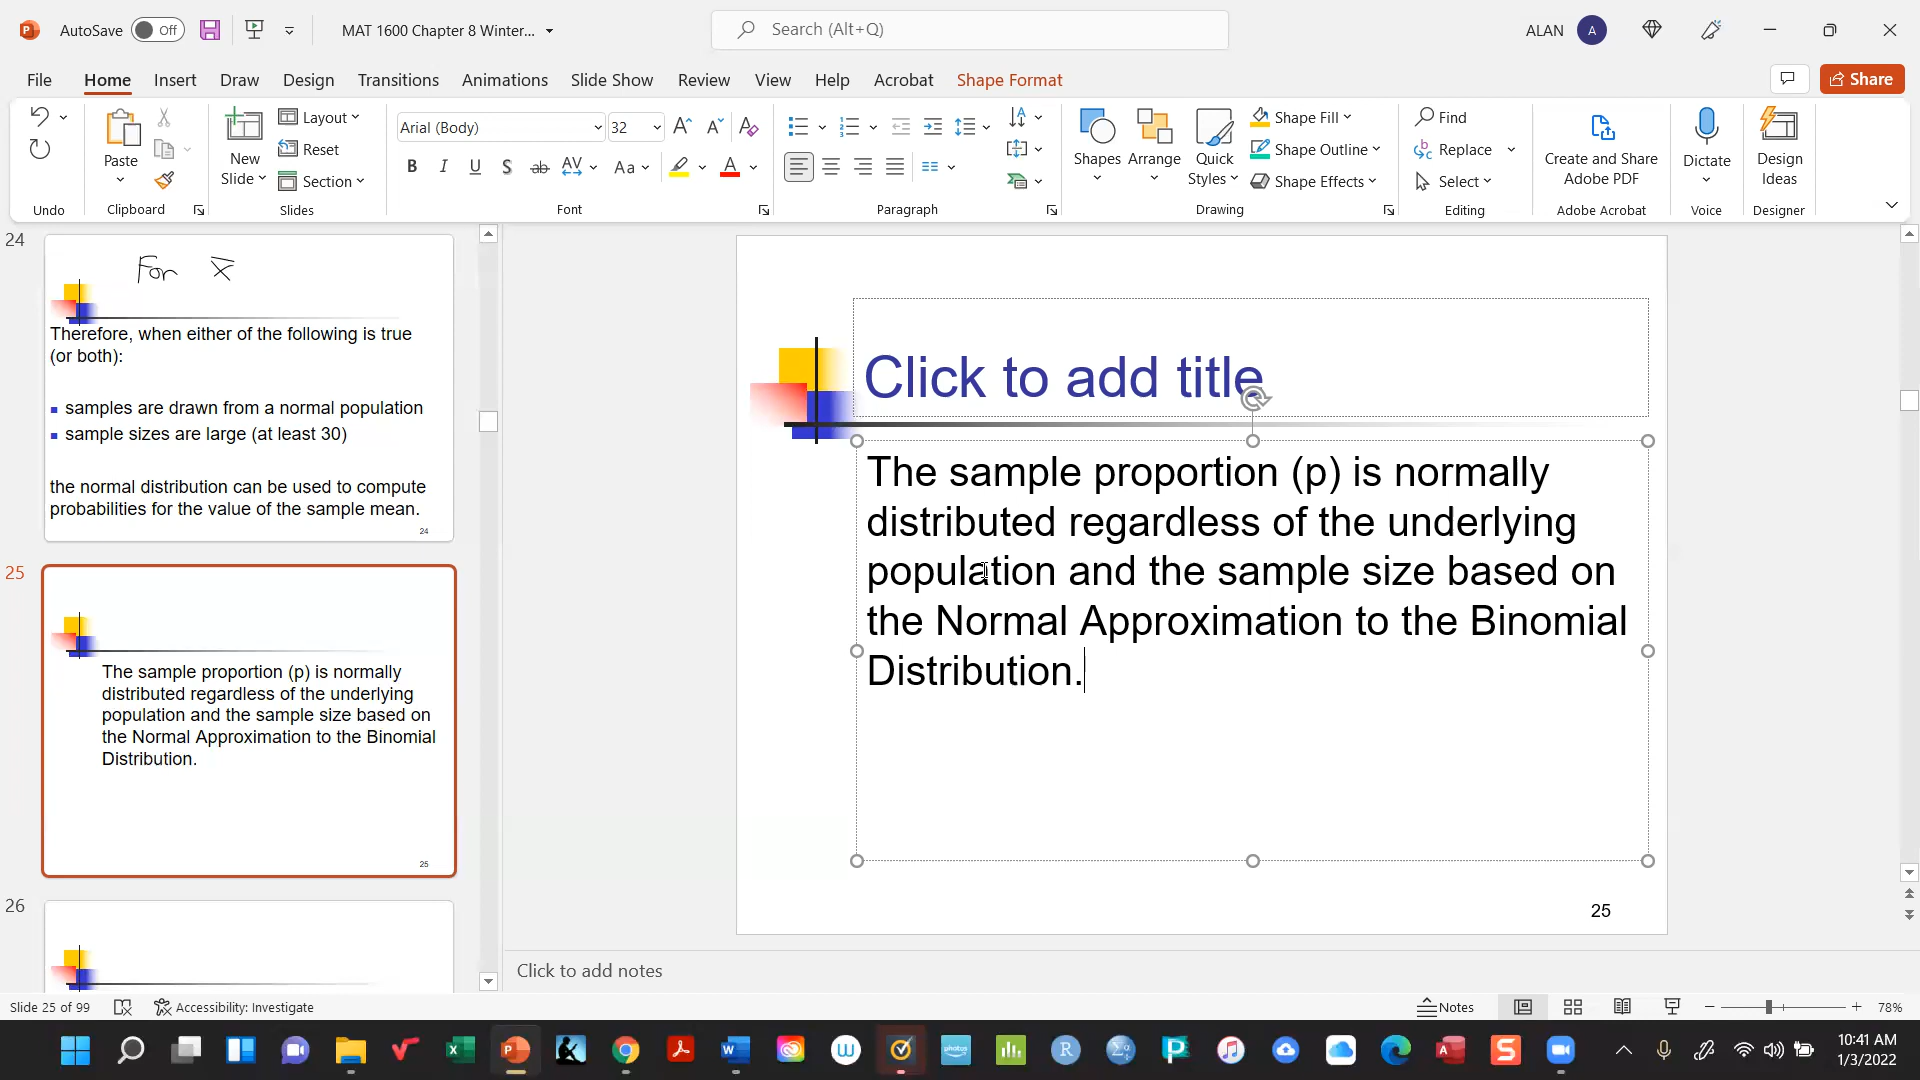 AutoSave Off
MAT 1600 Chapter 8 Winter...
Search (Alt+Q)
ALAN A
File Home Insert Draw Design Transitions Animations Slide Show Review View Help Acrobat Shape Format Share
Undo
Paste
Clipboard
New Slide
Layout
Reset
Section
Slides
Arial (Body) 32
B I U S ab AV Aa A
Font
Paragraph
Shapes Arrange Quick Styles
Shape Fill
Shape Outline
Shape Effects
Drawing
Find
Replace
Select
Editing
Create and Share Adobe PDF
Adobe Acrobat
Dictate
Voice
Design Ideas
Designer
24
For x̅
Therefore, when either of the following is true
(or both):
samples are drawn from a normal population
sample sizes are large (at least 30)
the normal distribution can be used to compute
probabilities for the value of the sample mean.
24
25
The sample proportion (p) is normally
distributed regardless of the underlying
population and the sample size based on
the Normal Approximation to the Binomial
Distribution.
25
26
Click to add title
The sample proportion (p) is normally
distributed regardless of the underlying
population and the sample size based on
the Normal Approximation to the Binomial
Distribution.
25
Click to add notes
Slide 25 of 99 Accessibility: Investigate Notes 78%
10:41 AM
1/3/2022